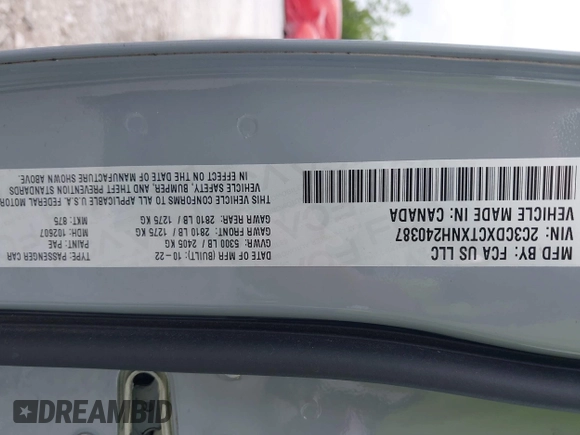 MFD BY: FCA US LLC
DATE OF MFR (BUILT): 10-22
GVWR: 5300 LB / 2405 KG
GAWR FRONT: 2810 LB / 1275 KG
GAWR REAR: 2810 LB / 1275 KG
VEHICLE CONFORMS TO ALL APPLICABLE U.S.A. FEDERAL MOTOR
VEHICLE SAFETY, BUMPER, AND THEFT PREVENTION STANDARDS
IN EFFECT ON THE DATE OF MANUFACTURE SHOWN ABOVE.
VIN: 2C3CDXCTXNH240387
TYPE: PASSENGER CAR
VEHICLE MADE IN: CANADA
PAINT: PAE
MDH: 102607
MKT: 875
DREAMBID